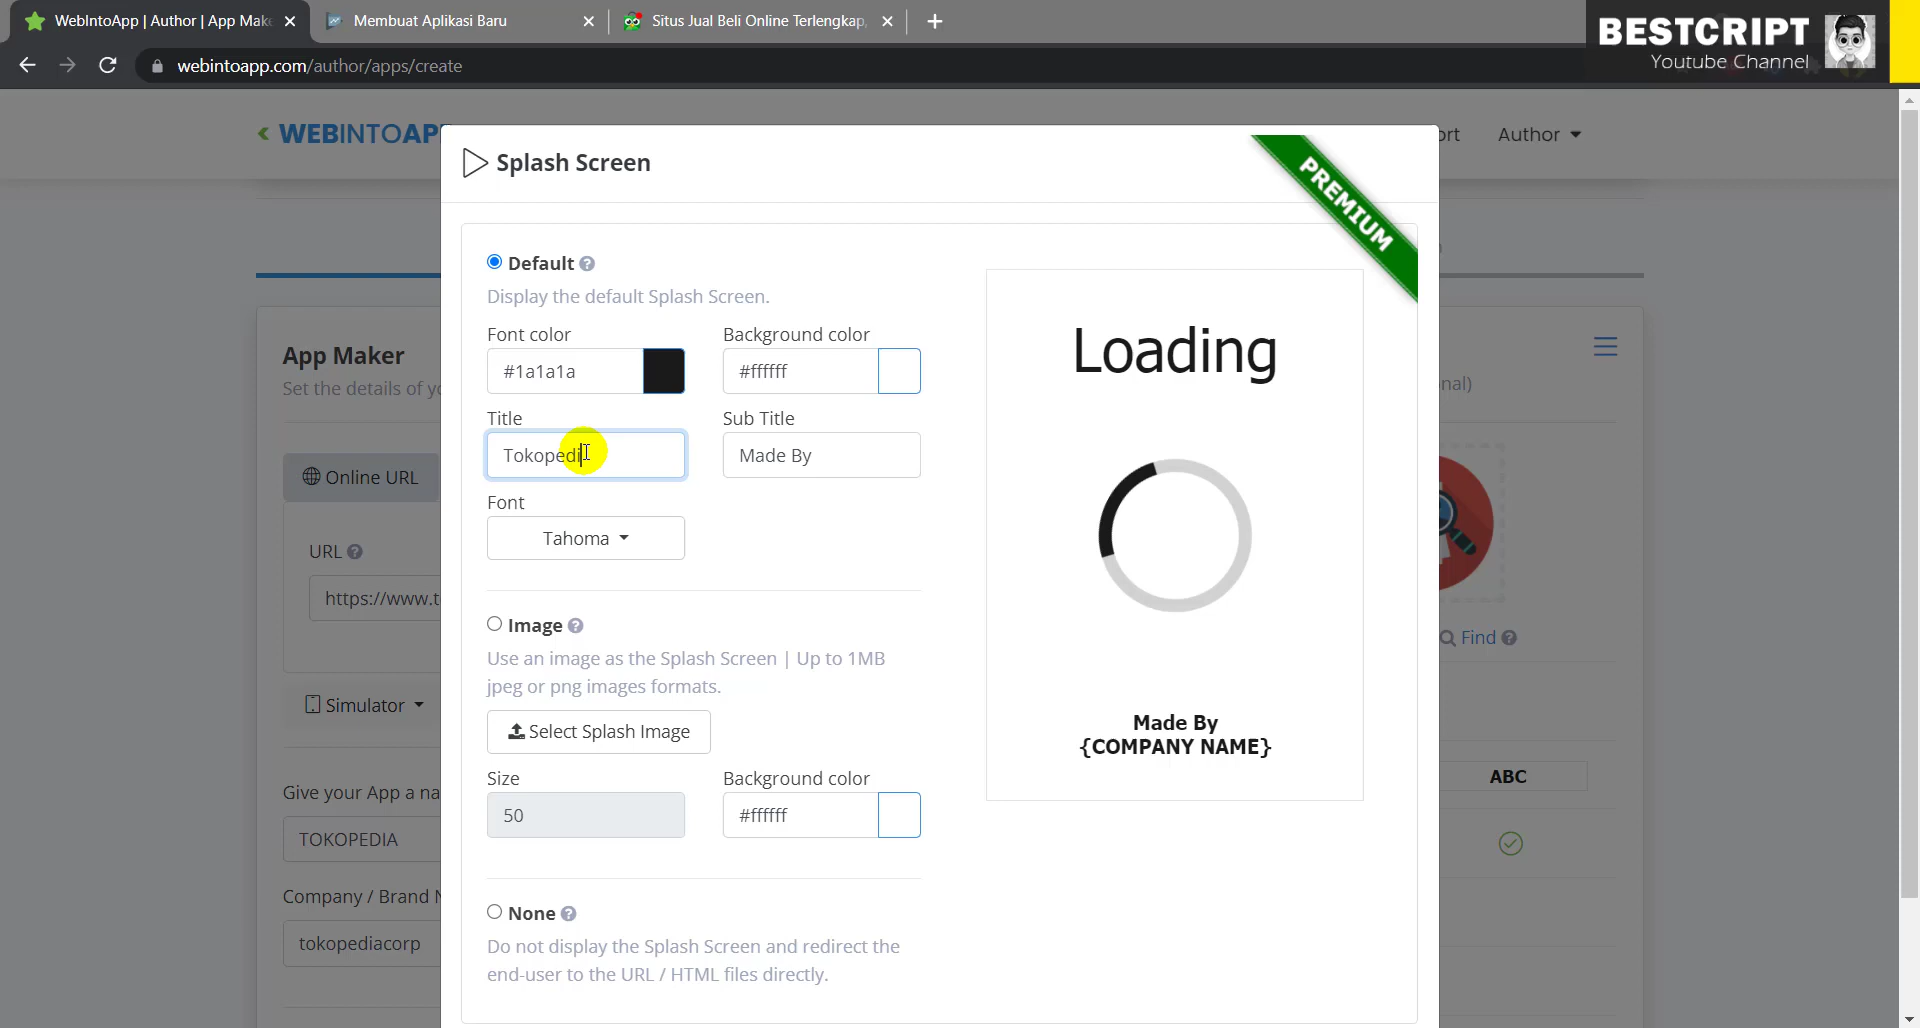 WebIntoApp | Author | App Make
Membuat Aplikasi Baru
Situs Jual Beli Online Terlengkap,
BESTCRIPT
Youtube Channel
webintoapp.com/author/apps/create
WEBINTOAPP
ort
Author
Splash Screen
PREMIUM
Default
Display the default Splash Screen.
Font color
Background color
#1a1a1a
#ffffff
Title
Sub Title
Tokopedi
Made By
Font
Tahoma
Image
Use an image as the Splash Screen | Up to 1MB
jpeg or png images formats.
Select Splash Image
Size
Background color
50
#ffffff
None
Do not display the Splash Screen and redirect the
end-user to the URL / HTML files directly.
Loading
Made By
{COMPANY NAME}
App Maker
Set the details of yo
Online URL
URL
https://www.t
Simulator
Give your App a na
TOKOPEDIA
Company / Brand N
tokopediacorp
nal)
Find
ABC